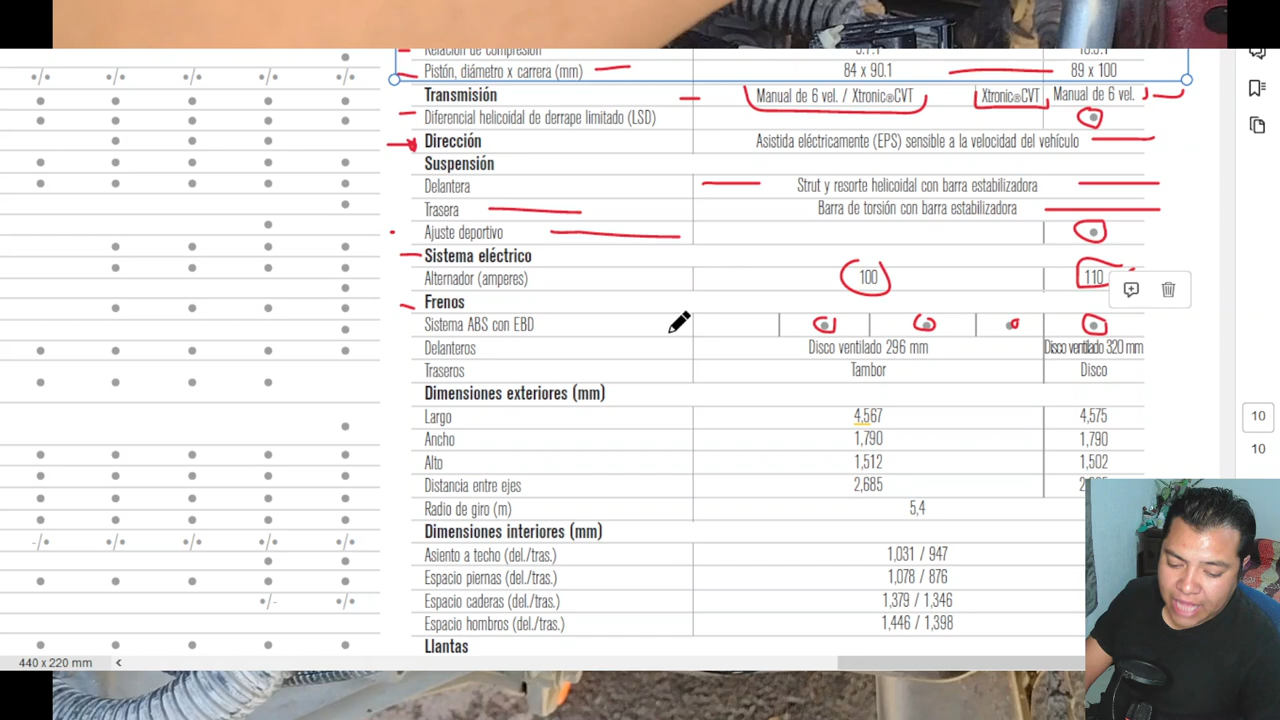 Relación de compresión
Pistón, diámetro x carrera (mm) 84 x 90.1 89 x 100
Transmisión Manual de 6 vel. / Xtronic®CVT Xtronic®CVT Manual de 6 vel.
Diferencial helicoidal de derrape limitado (LSD)
Dirección Asistida eléctricamente (EPS) sensible a la velocidad del vehículo
Suspensión
Delantera Strut y resorte helicoidal con barra estabilizadora
Trasera Barra de torsión con barra estabilizadora
Ajuste deportivo
Sistema eléctrico
Alternador (amperes) 100 110
Frenos
Sistema ABS con EBD
Delanteros Disco ventilado 296 mm Disco ventilado 320 mm
Traseros Tambor Disco
Dimensiones exteriores (mm)
Largo 4,567 4,575
Ancho 1,790 1,790
Alto 1,512 1,502
Distancia entre ejes 2,685
Radio de giro (m) 5,4
Dimensiones interiores (mm)
Asiento a techo (del./tras.) 1,031 / 947
Espacio piernas (del./tras.) 1,078 / 876
Espacio caderas (del./tras.) 1,379 / 1,346
Espacio hombros (del./tras.) 1,446 / 1,398
Llantas
440 x 220 mm
10
10